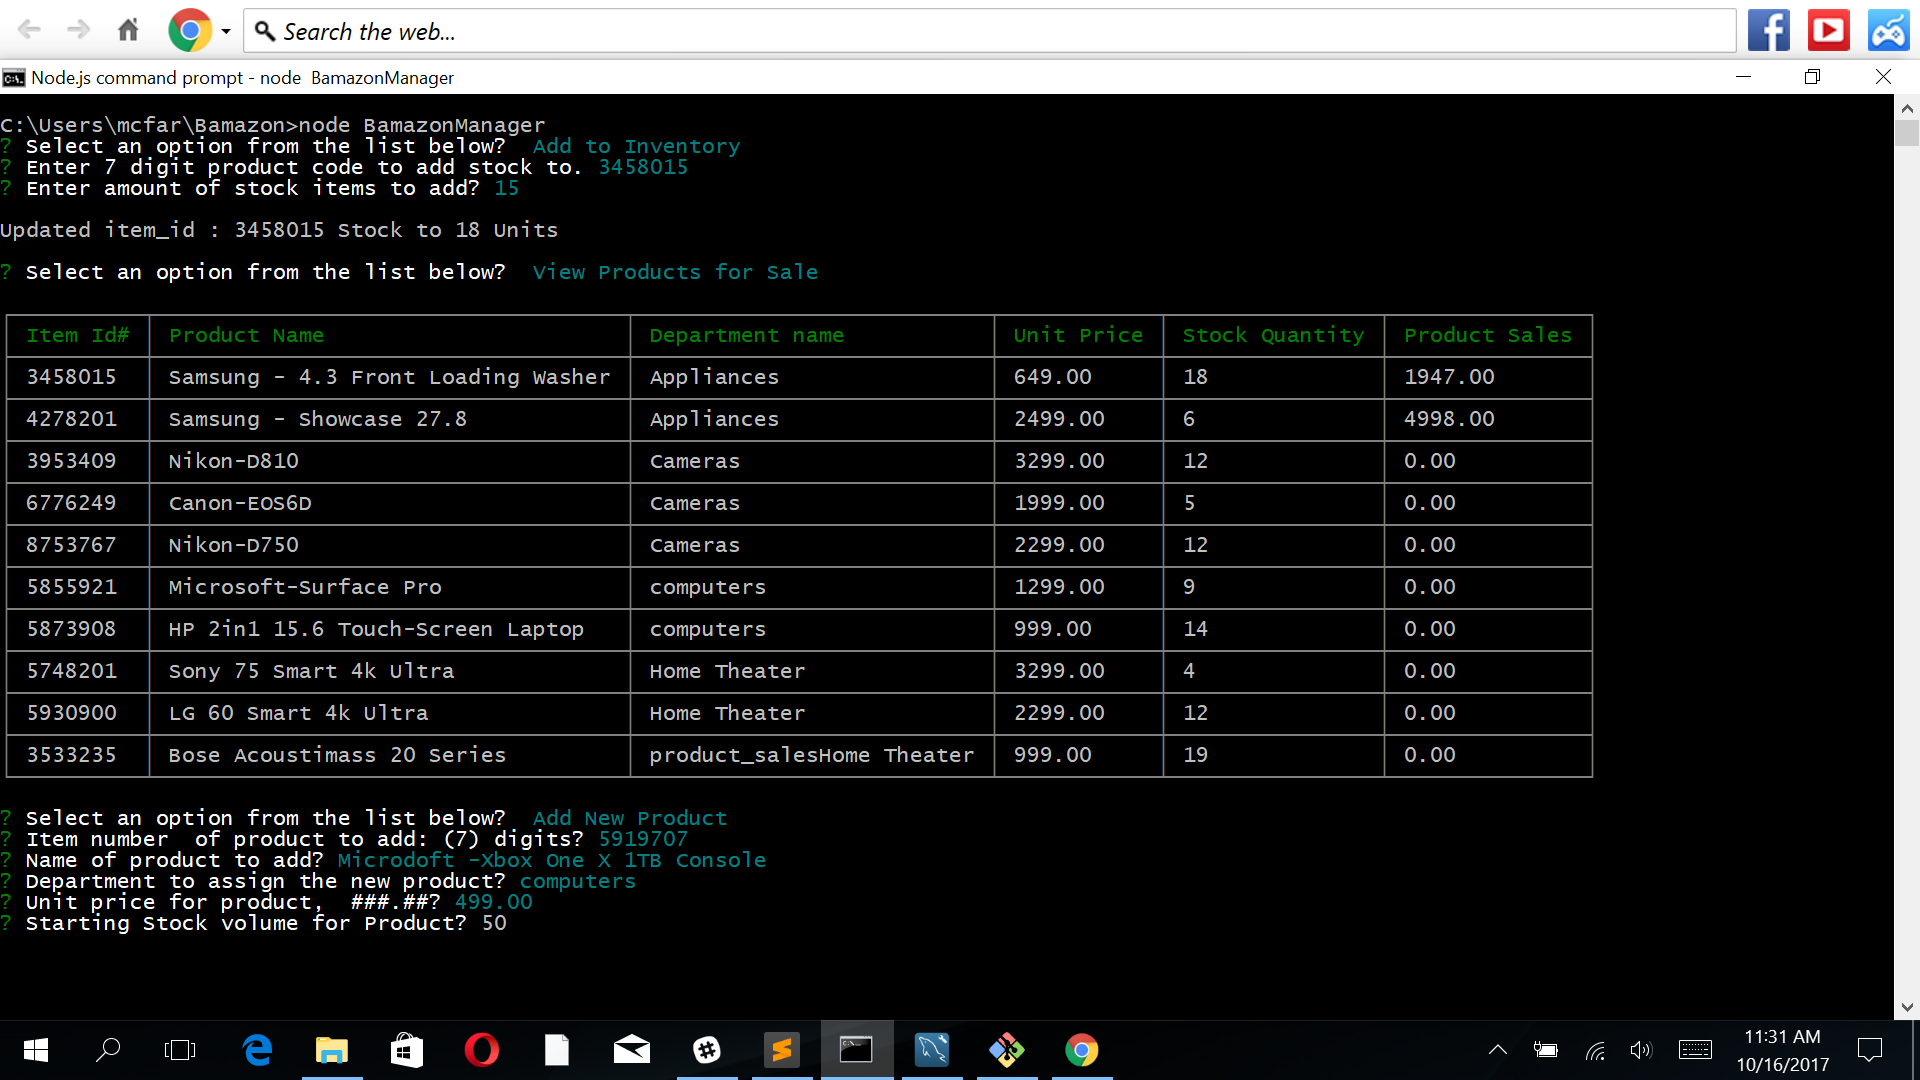 Search the web...
Node.js command prompt - node  BamazonManager
C:\Users\mcfar\Bamazon>node BamazonManager
? Select an option from the list below?  Add to Inventory
? Enter 7 digit product code to add stock to. 3458015
? Enter amount of stock items to add? 15
Updated item_id : 3458015 Stock to 18 Units
? Select an option from the list below?  View Products for Sale
Item Id# Product Name Department name Unit Price Stock Quantity Product Sales
3458015 Samsung - 4.3 Front Loading Washer Appliances 649.00 18 1947.00
4278201 Samsung - Showcase 27.8 Appliances 2499.00 6 4998.00
3953409 Nikon-D810 Cameras 3299.00 12 0.00
6776249 Canon-EOS6D Cameras 1999.00 5 0.00
8753767 Nikon-D750 Cameras 2299.00 12 0.00
5855921 Microsoft-Surface Pro computers 1299.00 9 0.00
5873908 HP 2in1 15.6 Touch-Screen Laptop computers 999.00 14 0.00
5748201 Sony 75 Smart 4k Ultra Home Theater 3299.00 4 0.00
5930900 LG 60 Smart 4k Ultra Home Theater 2299.00 12 0.00
3533235 Bose Acoustimass 20 Series product_salesHome Theater 999.00 19 0.00
? Select an option from the list below?  Add New Product
? Item number  of product to add: (7) digits? 5919707
? Name of product to add? Microdoft -Xbox One X 1TB Console
? Department to assign the new product? computers
? Unit price for product,  ###.##? 499.00
? Starting Stock volume for Product? 50
11:31 AM
10/16/2017